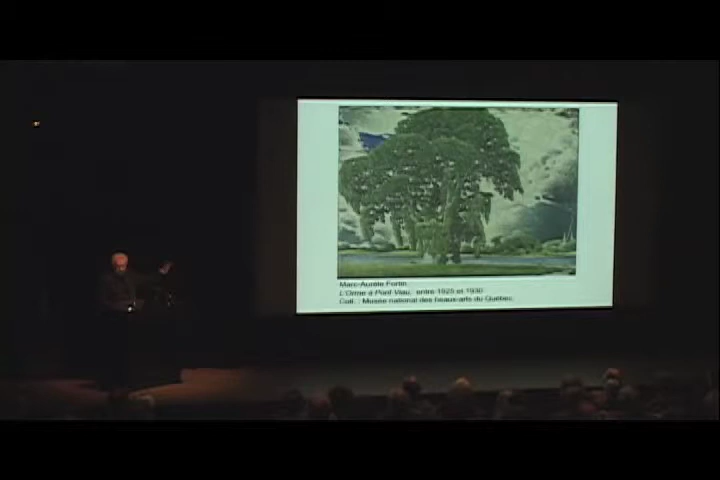 Marc-Aurèle Fortin
L'Orme à Pont Viau, entre 1925 et 1930
Coll. : Musée national des beaux-arts du Québec.